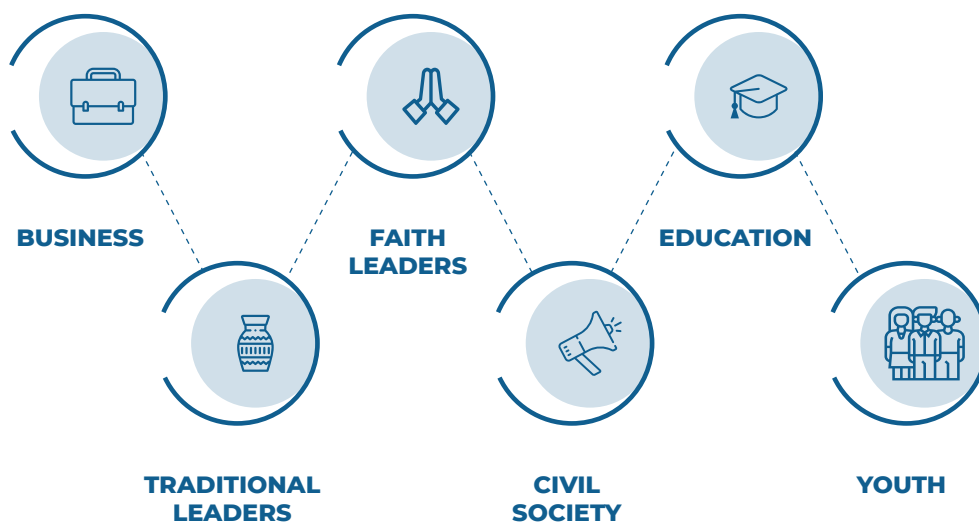 BUSINESS
FAITH
LEADERS
EDUCATION
TRADITIONAL
LEADERS
CIVIL
SOCIETY
YOUTH